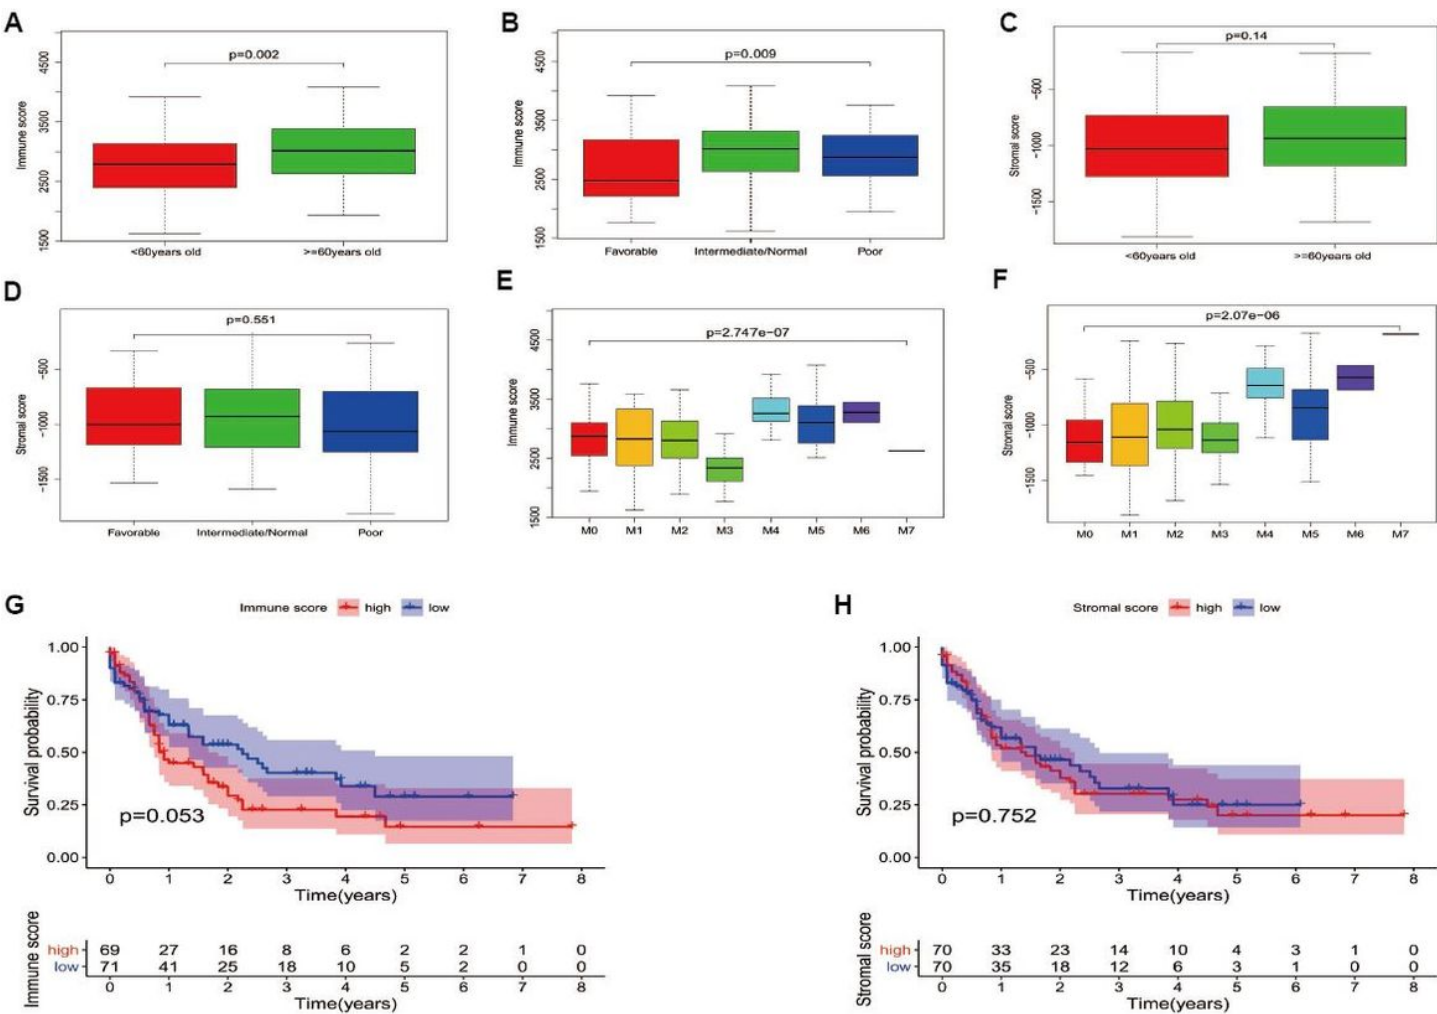 A
p=0.002
Immune score
4500
3500
2500
1500
<60years old
>=60years old
B
p=0.009
Immune score
4500
3500
2500
1500
Favorable
Intermediate/Normal
Poor
C
p=0.14
Stromal score
−500
−1000
−1500
<60years old
>=60years old
D
p=0.551
Stromal score
−500
−1000
−1500
Favorable
Intermediate/Normal
Poor
E
p=2.747e−07
Immune score
4500
3500
2500
1500
M0 M1 M2 M3 M4 M5 M6 M7
F
p=2.07e−06
Stromal score
−500
−1000
−1500
M0 M1 M2 M3 M4 M5 M6 M7
G
Immune score high low
Survival probability
1.00
0.75
0.50
0.25
0.00
p=0.053
0 1 2 3 4 5 6 7 8
Time(years)
Immune score
high 69 27 16 8 6 2 2 1 0
low 71 41 25 18 10 5 2 0 0
0 1 2 3 4 5 6 7 8
Time(years)
H
Stromal score high low
Survival probability
1.00
0.75
0.50
0.25
0.00
p=0.752
0 1 2 3 4 5 6 7 8
Time(years)
Stromal score
high 70 33 23 14 10 4 3 1 0
low 70 35 18 12 6 3 1 0 0
0 1 2 3 4 5 6 7 8
Time(years)